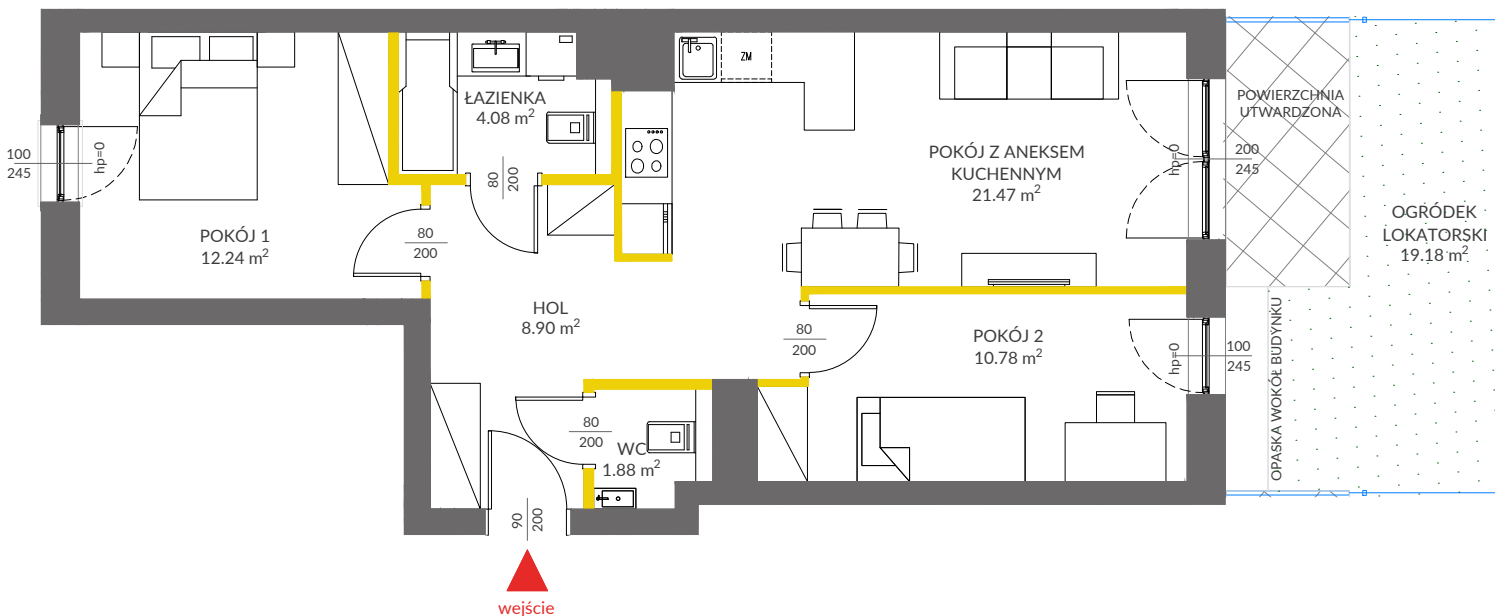 ŁAZIENKA
4.08 m²
ZM
POKÓJ Z ANEKSEM
KUCHENNYM
21.47 m²
POWIERZCHNIA
UTWARDZONA
OGRÓDEK
LOKATORSKI
19.18 m²
100
245
hp=0
80
200
hp=0
200
245
POKÓJ 1
12.24 m²
80
200
HOL
8.90 m²
80
200
POKÓJ 2
10.78 m²
hp=0
100
245
OPASKA WOKÓŁ BUDYNKU
80
200
WC
1.88 m²
90
200
wejście